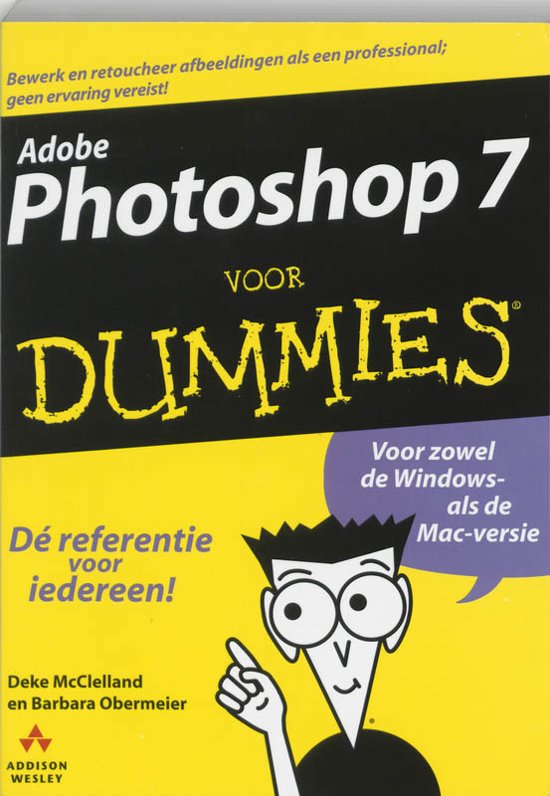 Bewerk en retoucheer afbeeldingen als een professional;
geen ervaring vereist!
Adobe
Photoshop 7
VOOR
DUMMIES®
Voor zowel
de Windows-
als de
Mac-versie
Dé referentie
voor
iedereen!
Deke McClelland
en Barbara Obermeier
ADDISON
WESLEY